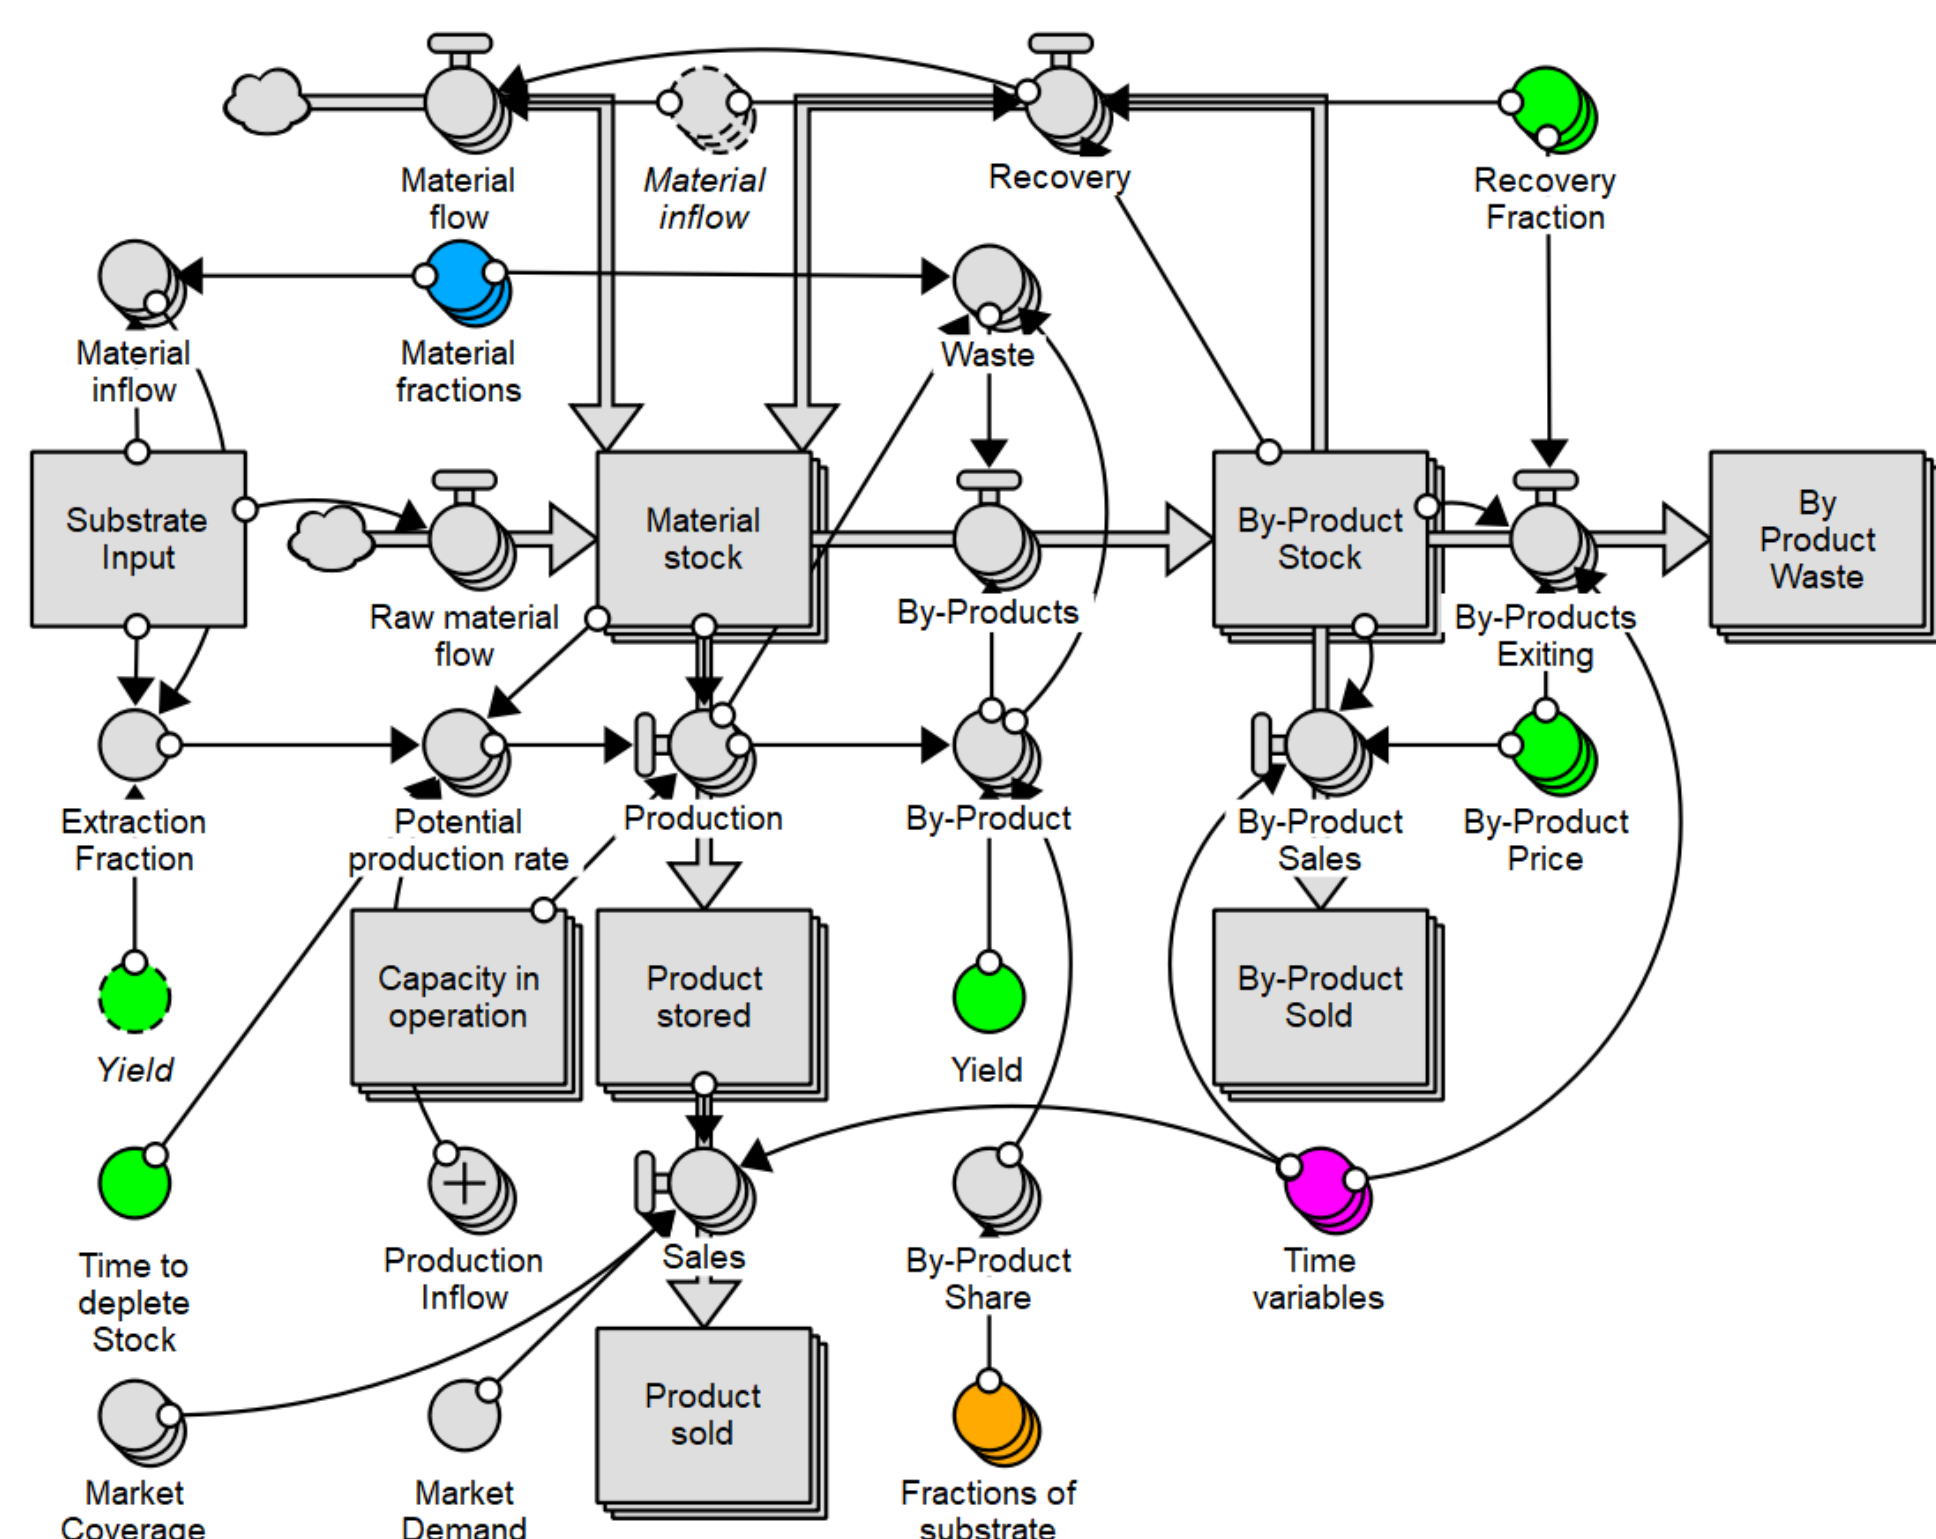 Material
flow
Material
inflow
Recovery
Recovery
Fraction
Material
inflow
Material
fractions
Waste
Substrate
Input
Raw material
flow
Material
stock
By-Products
By-Product
Stock
By-Products
Exiting
By
Product
Waste
Extraction
Fraction
Potential
production rate
Production
By-Product
By-Product
Sales
By-Product
Price
Yield
Capacity in
operation
Product
stored
Yield
By-Product
Sold
Time to
deplete
Stock
Production
Inflow
Sales
By-Product
Share
Time
variables
Market
Coverage
Market
Demand
Product
sold
Fractions of
substrate